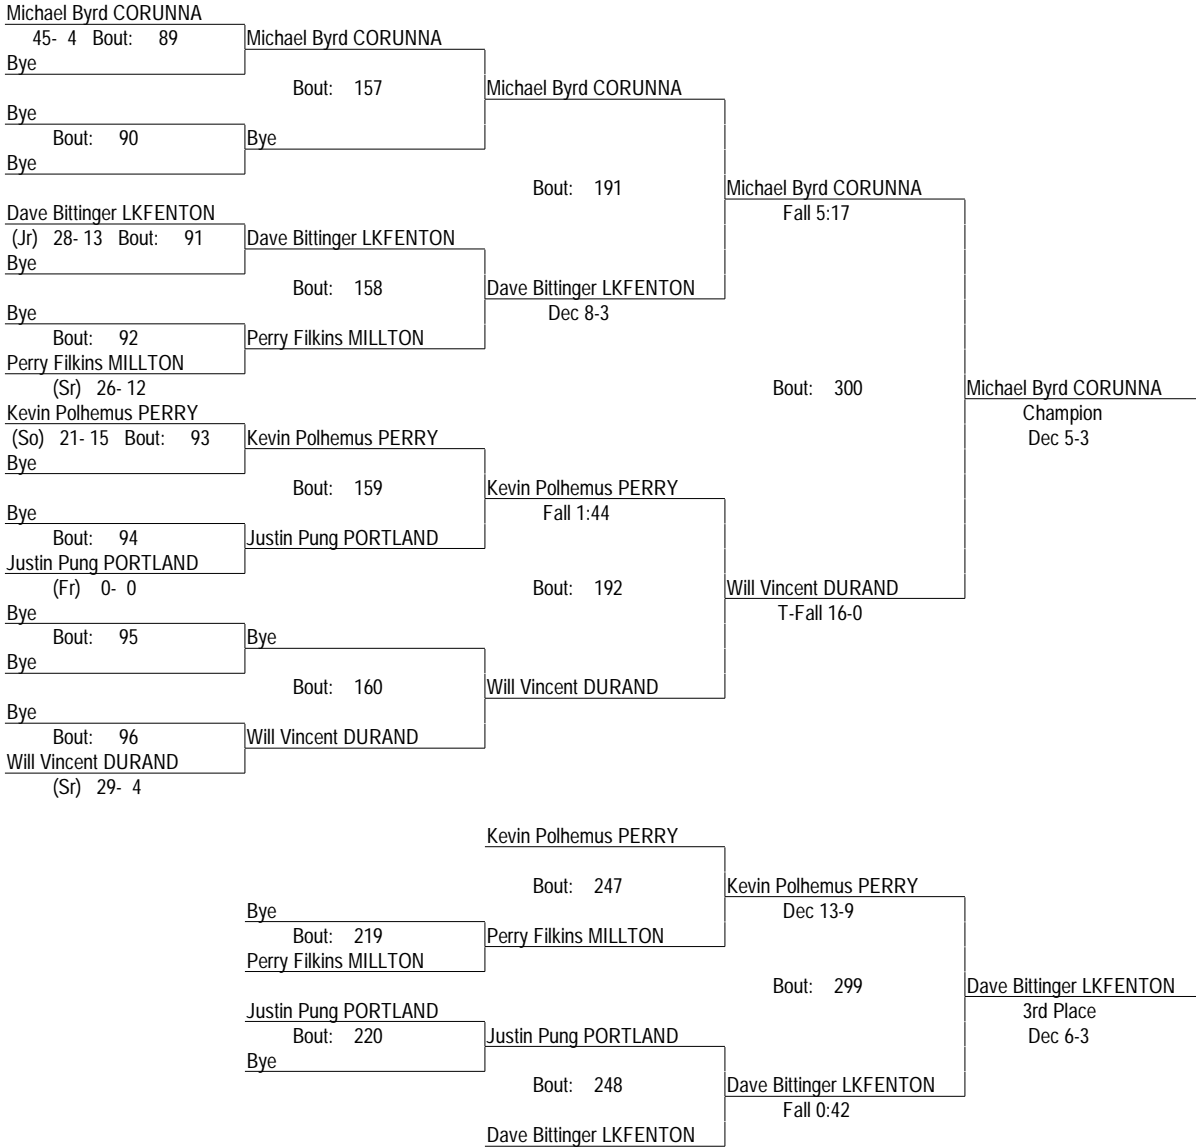 Michael Byrd CORUNNA
45- 4 Bout: 89
Michael Byrd CORUNNA
Bye
Bout: 157
Michael Byrd CORUNNA
Bye
Bout: 90
Bye
Bye
Bout: 191
Michael Byrd CORUNNA
Fall 5:17
Dave Bittinger LKFENTON
(Jr) 28- 13 Bout: 91
Dave Bittinger LKFENTON
Bye
Bout: 158
Dave Bittinger LKFENTON
Dec 8-3
Bye
Bout: 92
Perry Filkins MILLTON
Perry Filkins MILLTON
(Sr) 26- 12
Bout: 300
Michael Byrd CORUNNA
Champion
Dec 5-3
Kevin Polhemus PERRY
(So) 21- 15 Bout: 93
Kevin Polhemus PERRY
Bye
Bout: 159
Kevin Polhemus PERRY
Fall 1:44
Bye
Bout: 94
Justin Pung PORTLAND
Justin Pung PORTLAND
(Fr) 0- 0
Bout: 192
Will Vincent DURAND
T-Fall 16-0
Bye
Bout: 95
Bye
Bye
Bout: 160
Will Vincent DURAND
Bye
Bout: 96
Will Vincent DURAND
Will Vincent DURAND
(Sr) 29- 4
Kevin Polhemus PERRY
Bout: 247
Kevin Polhemus PERRY
Dec 13-9
Bye
Bout: 219
Perry Filkins MILLTON
Perry Filkins MILLTON
Bout: 299
Dave Bittinger LKFENTON
3rd Place
Dec 6-3
Justin Pung PORTLAND
Bout: 220
Justin Pung PORTLAND
Bye
Bout: 248
Dave Bittinger LKFENTON
Fall 0:42
Dave Bittinger LKFENTON